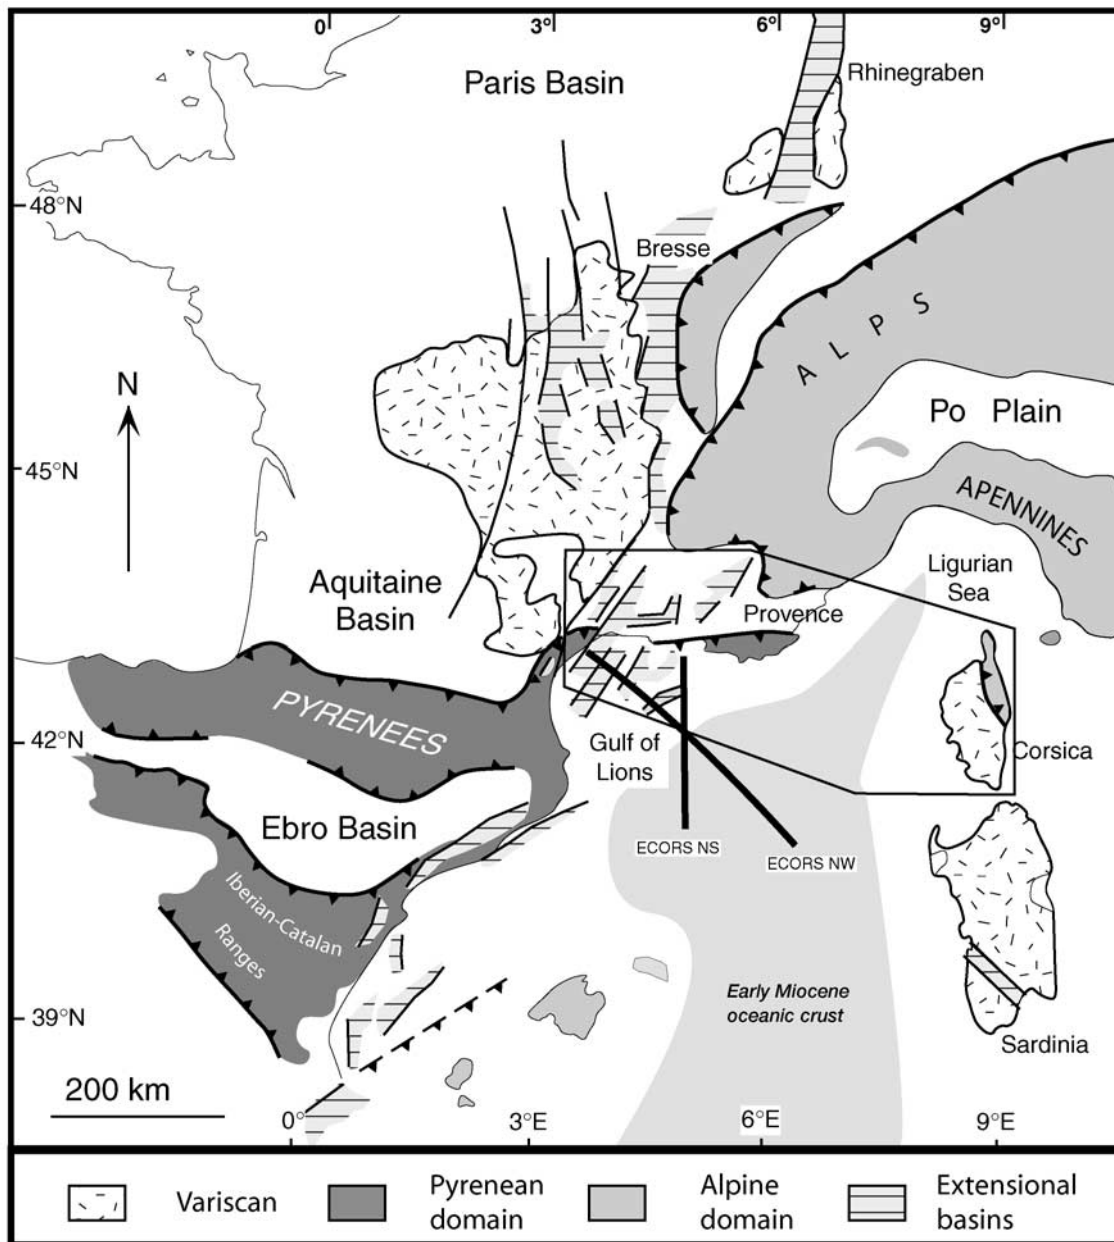 0
3°
6°
9°
Paris Basin
Rhinegraben
48°N
Bresse
A L P S
N
Po Plain
45°N
APENNINES
Ligurian
Sea
Aquitaine
Basin
Provence
PYRENEES
42°N
Gulf of
Lions
Corsica
Ebro Basin
ECORS NS
ECORS NW
Iberian-Catalan
Ranges
Early Miocene
oceanic crust
39°N
Sardinia
200 km
0°
3°E
6°E
9°E
Variscan
Pyrenean
domain
Alpine
domain
Extensional
basins